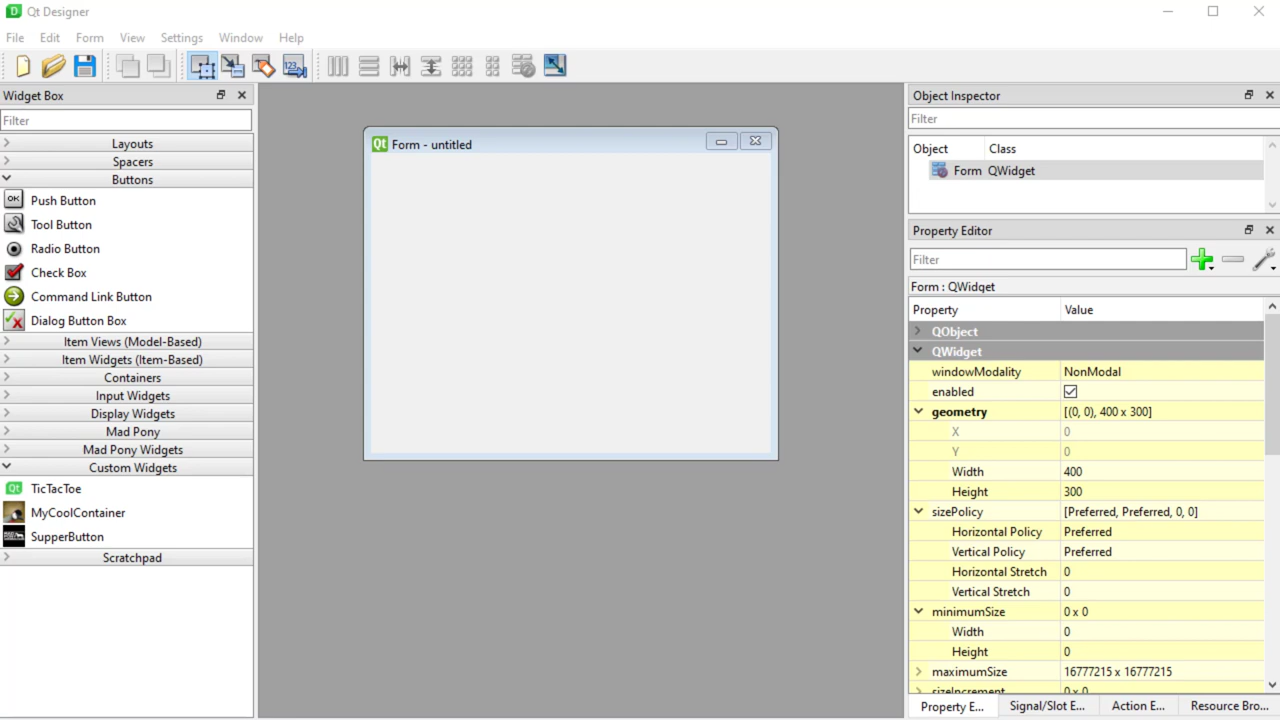 Qt Designer
File Edit Form View Settings Window Help
Widget Box
Filter
Layouts
Spacers
Buttons
Push Button
Tool Button
Radio Button
Check Box
Command Link Button
Dialog Button Box
Item Views (Model-Based)
Item Widgets (Item-Based)
Containers
Input Widgets
Display Widgets
Mad Pony
Mad Pony Widgets
Custom Widgets
TicTacToe
MyCoolContainer
SupperButton
Scratchpad
Form - untitled
Object Inspector
Filter
Object Class
Form QWidget
Property Editor
Filter
Form : QWidget
Property Value
QObject
QWidget
windowModality NonModal
enabled
geometry [(0, 0), 400 x 300]
X 0
Y 0
Width 400
Height 300
sizePolicy [Preferred, Preferred, 0, 0]
Horizontal Policy Preferred
Vertical Policy Preferred
Horizontal Stretch 0
Vertical Stretch 0
minimumSize 0 x 0
Width 0
Height 0
maximumSize 16777215 x 16777215
sizeIncrement 0 x 0
Property E... Signal/Slot E... Action E... Resource Bro...